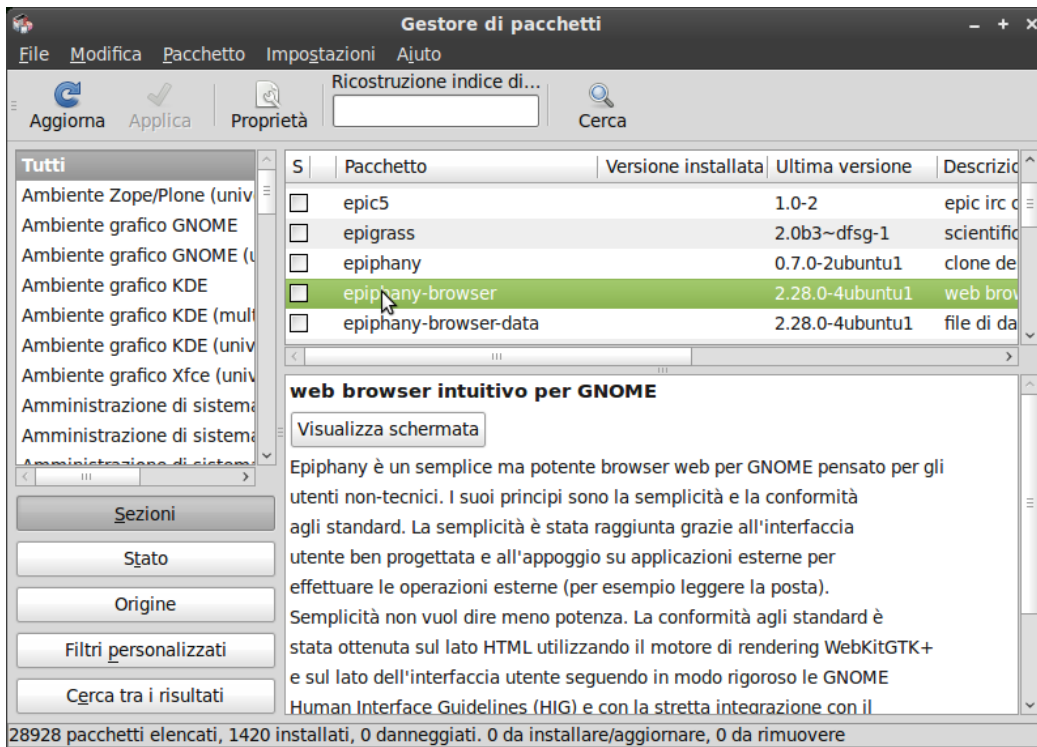 Gestore di pacchetti
File Modifica Pacchetto Impostazioni Aiuto
Ricostruzione indice di...
Aggiorna Applica Proprietà Cerca
Tutti
Ambiente Zope/Plone (univ
Ambiente grafico GNOME
Ambiente grafico GNOME (u
Ambiente grafico KDE
Ambiente grafico KDE (mult
Ambiente grafico KDE (univ
Ambiente grafico Xfce (univ
Amministrazione di sistema
Amministrazione di sistema
Amministrazione di sistema
Sezioni
Stato
Origine
Filtri personalizzati
Cerca tra i risultati
S Pacchetto Versione installata Ultima versione Descrizio
epic5 1.0-2 epic irc c
epigrass 2.0b3~dfsg-1 scientific
epiphany 0.7.0-2ubuntu1 clone de
epiphany-browser 2.28.0-4ubuntu1 web brow
epiphany-browser-data 2.28.0-4ubuntu1 file di da
web browser intuitivo per GNOME
Visualizza schermata
Epiphany è un semplice ma potente browser web per GNOME pensato per gli
utenti non-tecnici. I suoi principi sono la semplicità e la conformità
agli standard. La semplicità è stata raggiunta grazie all'interfaccia
utente ben progettata e all'appoggio su applicazioni esterne per
effettuare le operazioni esterne (per esempio leggere la posta).
Semplicità non vuol dire meno potenza. La conformità agli standard è
stata ottenuta sul lato HTML utilizzando il motore di rendering WebKitGTK+
e sul lato dell'interfaccia utente seguendo in modo rigoroso le GNOME
Human Interface Guidelines (HIG) e con la stretta integrazione con il
28928 pacchetti elencati, 1420 installati, 0 danneggiati. 0 da installare/aggiornare, 0 da rimuovere